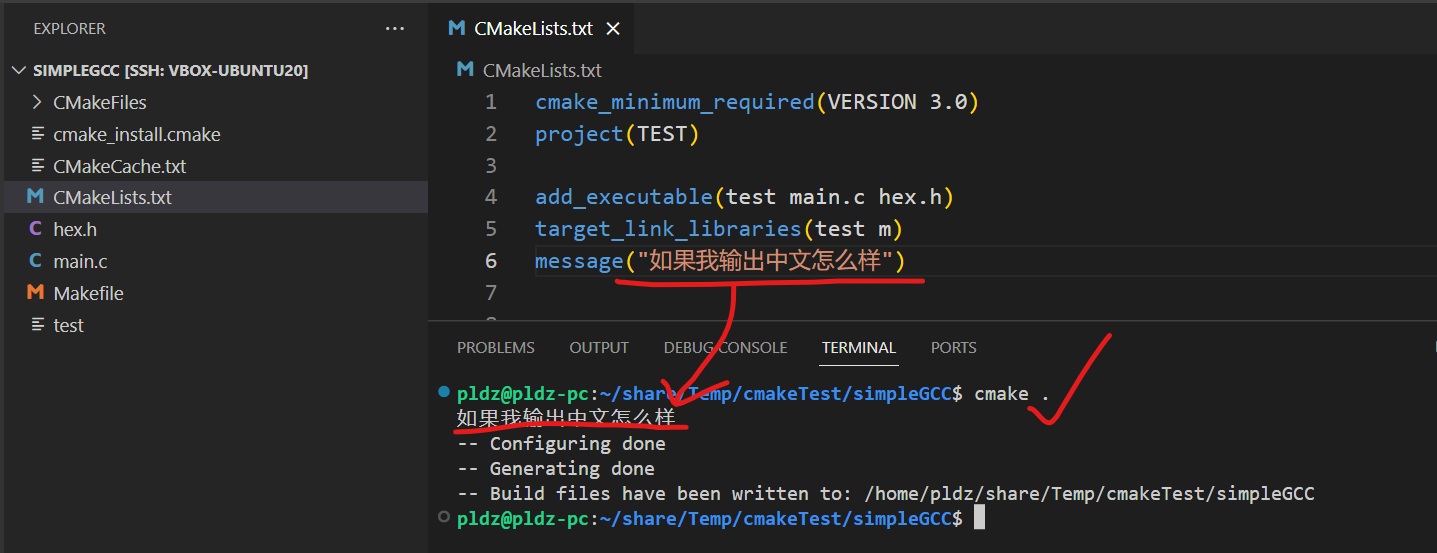 EXPLORER
SIMPLEGCC [SSH: VBOX-UBUNTU20]
CMakeFiles
cmake_install.cmake
CMakeCache.txt
CMakeLists.txt
hex.h
main.c
Makefile
test
CMakeLists.txt
CMakeLists.txt
1 cmake_minimum_required(VERSION 3.0)
2 project(TEST)
3
4 add_executable(test main.c hex.h)
5 target_link_libraries(test m)
6 message("如果我输出中文怎么样")
7
PROBLEMS OUTPUT DEBUG CONSOLE TERMINAL PORTS
pldz@pldz-pc:~/share/Temp/cmakeTest/simpleGCC$ cmake .
如果我输出中文怎么样
-- Configuring done
-- Generating done
-- Build files have been written to: /home/pldz/share/Temp/cmakeTest/simpleGCC
pldz@pldz-pc:~/share/Temp/cmakeTest/simpleGCC$